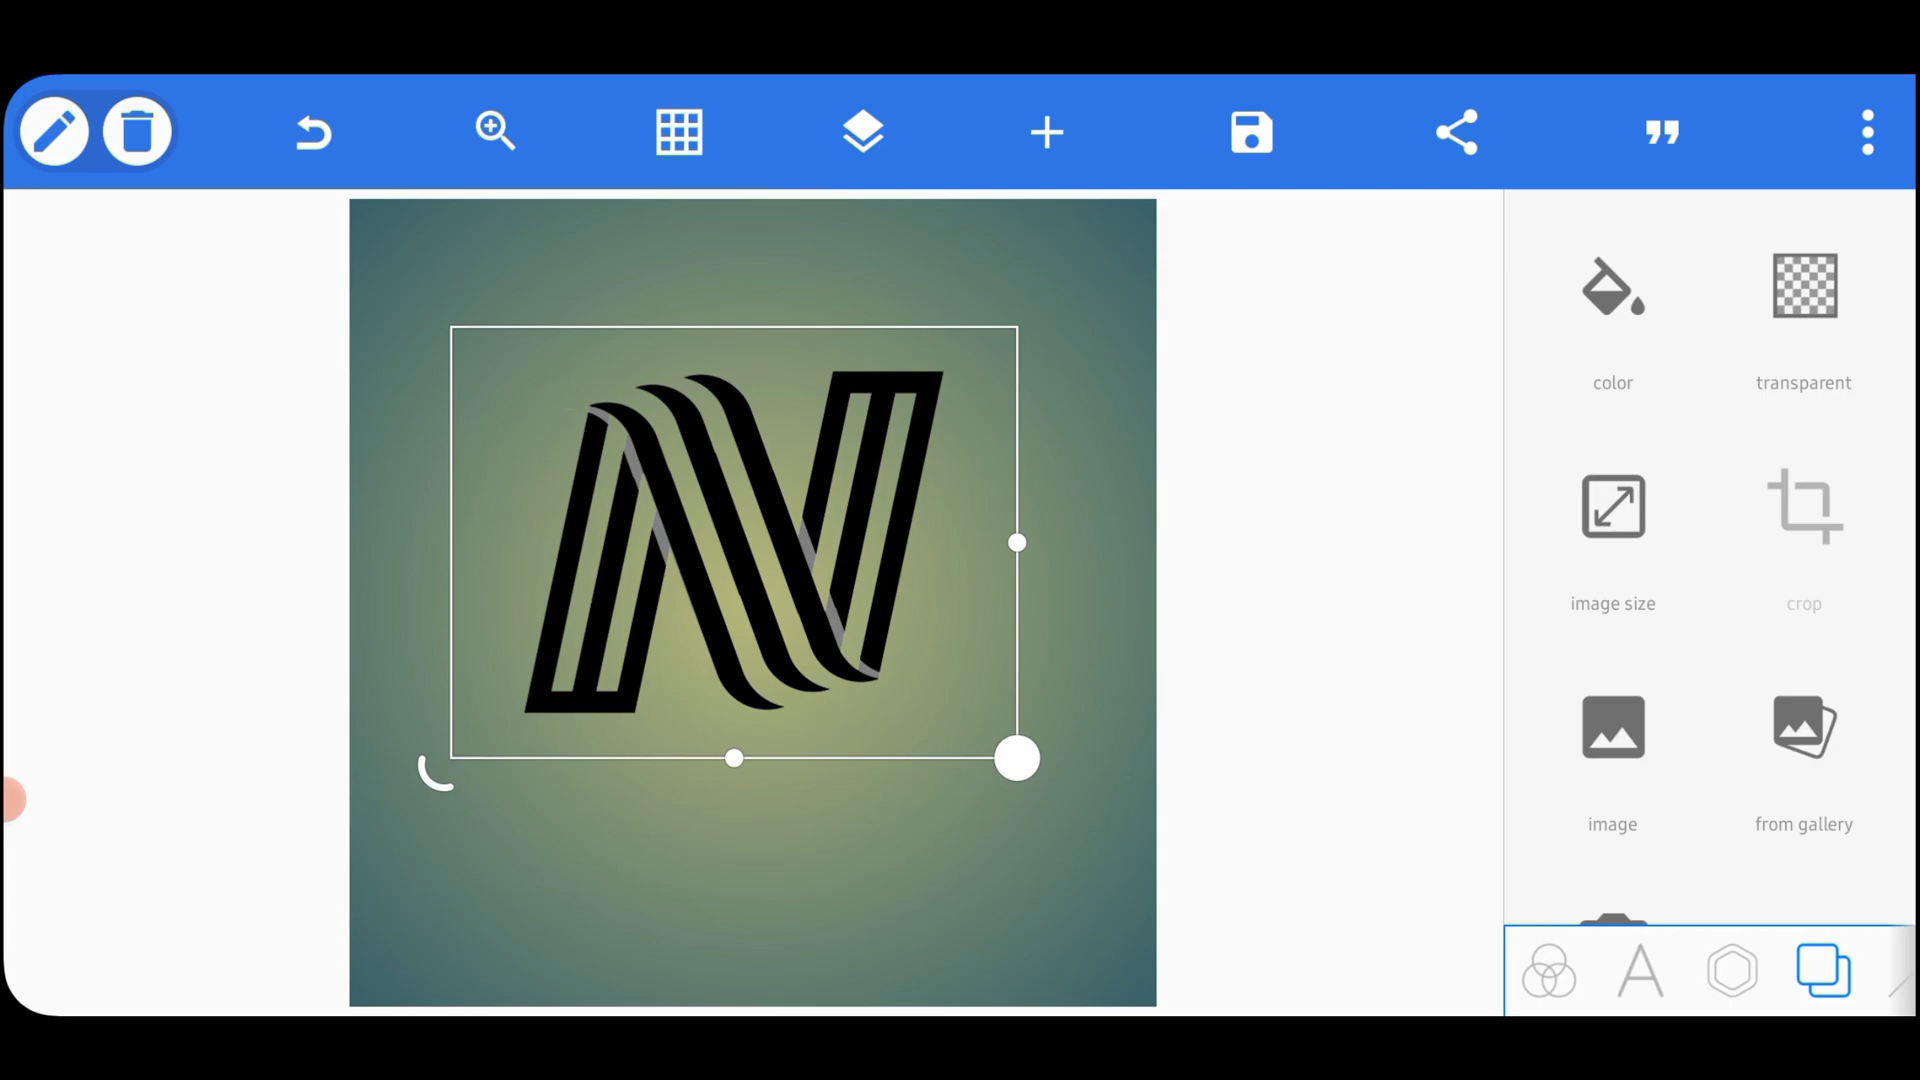 N
color
transparent
image size
crop
image
from gallery